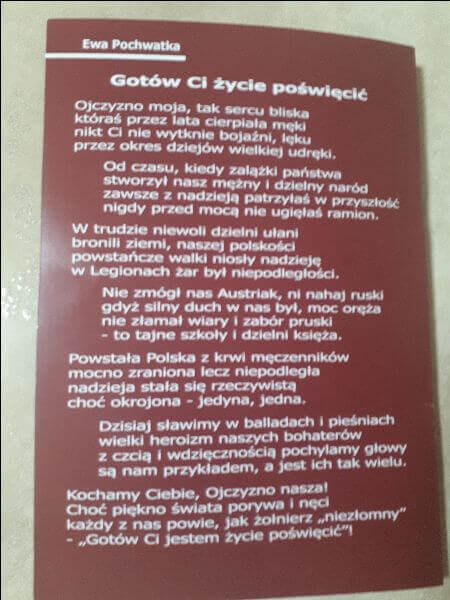 Ewa Pochwatka
Gotów Ci życie poświęcić
Ojczyzno moja, tak sercu bliska
któraś przez lata cierpiała męki
nikt Ci nie wytknie bojaźni, lęku
przez okres dziejów wielkiej udręki.
Od czasu, kiedy zalążki państwa
stworzył nasz mężny i dzielny naród
zawsze z nadzieją patrzyłaś w przyszłość
nigdy przed mocą nie ugięłaś ramion.
W trudzie niewoli dzielni ułani
bronili ziemi, naszej polskości
powstańcze walki niosły nadzieję
w Legionach żar był niepodległości.
Nie zmógł nas Austriak, ni nahaj ruski
gdyż silny duch w nas był, moc oręża
nie złamał wiary i zabór pruski
- to tajne szkoły i dzielni księża.
Powstała Polska z krwi męczenników
mocno zraniona lecz niepodległa
nadzieja stała się rzeczywistą
choć okrojona - jedyna, jedna.
Dzisiaj sławimy w balladach i pieśniach
wielki heroizm naszych bohaterów
z czcią i wdzięcznością pochylamy głowy
są nam przykładem, a jest ich tak wielu.
Kochamy Ciebie, Ojczyzno nasza!
Choć piękno świata porywa i nęci
każdy z nas powie, jak żołnierz „niezłomny"
- „Gotów Ci jestem życie poświęcić"!